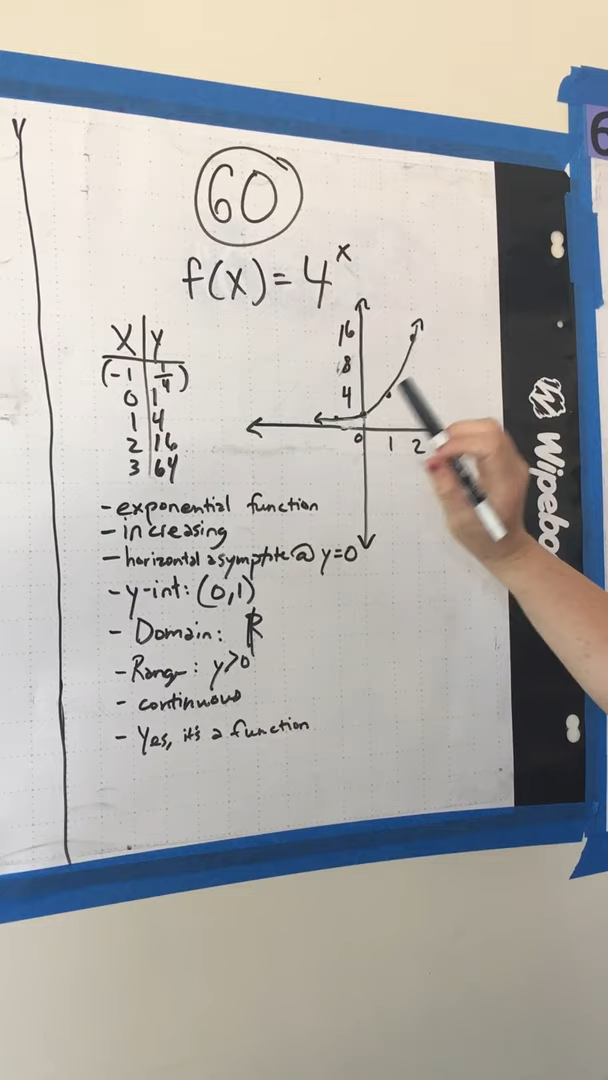 60
f(x)=4^x
X Y
(-1 1/4)
0 1
1 4
2 16
3 64
16
8
4
0 1 2
-exponential function
-increasing
-horizontal asymptote @ y=0
-y-int: (0,1)
- Domain: ℝ
-Range: y>0
- continuous
- Yes, it's a function
Wipebo
6